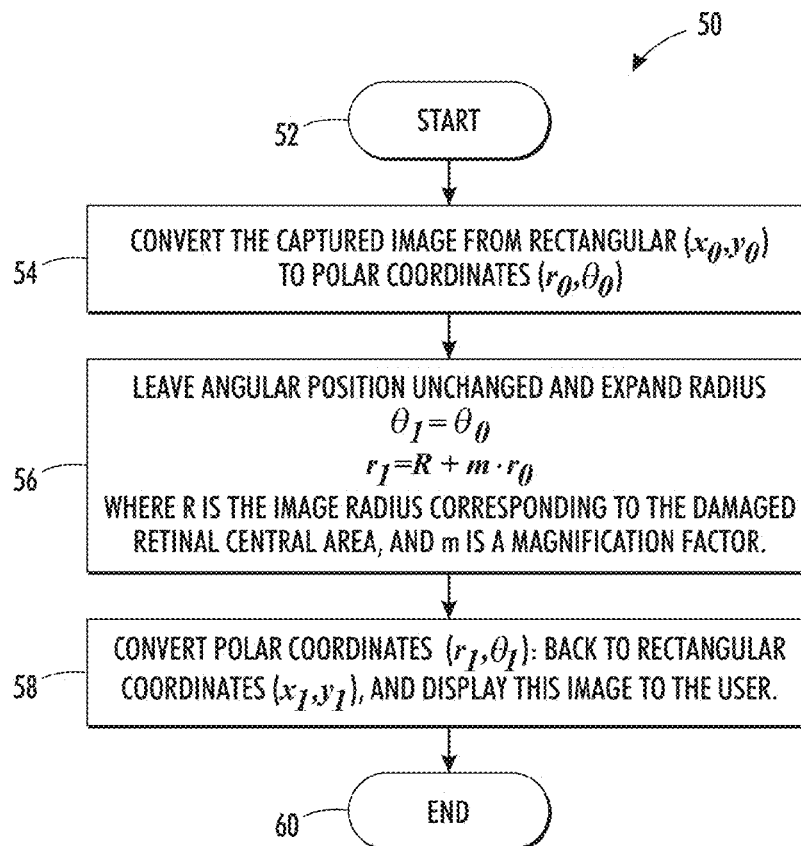 50
52
START
54
CONVERT THE CAPTURED IMAGE FROM RECTANGULAR (x₀,y₀)
TO POLAR COORDINATES (r₀,θ₀)
56
LEAVE ANGULAR POSITION UNCHANGED AND EXPAND RADIUS
θ₁=θ₀
r₁=R + m · r₀
WHERE R IS THE IMAGE RADIUS CORRESPONDING TO THE DAMAGED
RETINAL CENTRAL AREA, AND m IS A MAGNIFICATION FACTOR.
58
CONVERT POLAR COORDINATES (r₁,θ₁): BACK TO RECTANGULAR
COORDINATES (x₁,y₁), AND DISPLAY THIS IMAGE TO THE USER.
60
END